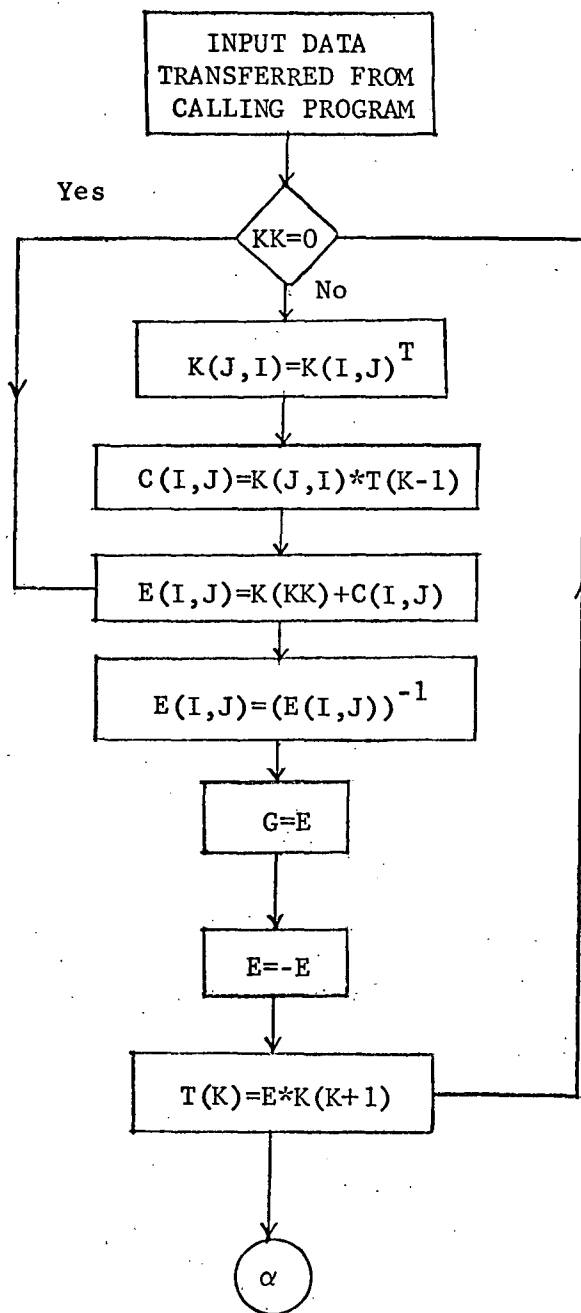 INPUT DATA
TRANSFERRED FROM
CALLING PROGRAM
Yes
KK=0
No
K(J,I)=K(I,J)^T
C(I,J)=K(J,I)*T(K-1)
E(I,J)=K(KK)+C(I,J)
E(I,J)=(E(I,J))^-1
G=E
E=-E
T(K)=E*K(K+1)
α